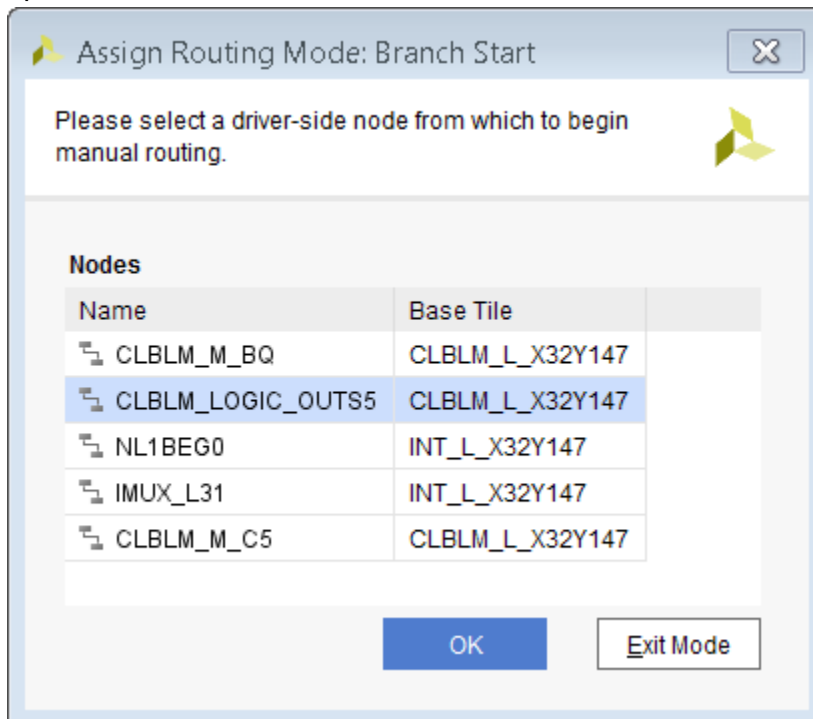 Assign Routing Mode: Branch Start
Please select a driver-side node from which to begin
manual routing.
Nodes
Name Base Tile
CLBLM_M_BQ CLBLM_L_X32Y147
CLBLM_LOGIC_OUTS5 CLBLM_L_X32Y147
NL1BEG0 INT_L_X32Y147
IMUX_L31 INT_L_X32Y147
CLBLM_M_C5 CLBLM_L_X32Y147
OK Exit Mode